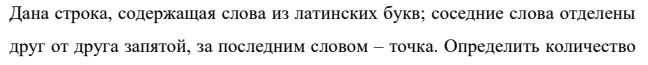 Дана строка, содержащая слова из латинских букв; соседние слова отделены
друг от друга запятой, за последним словом – точка. Определить количество